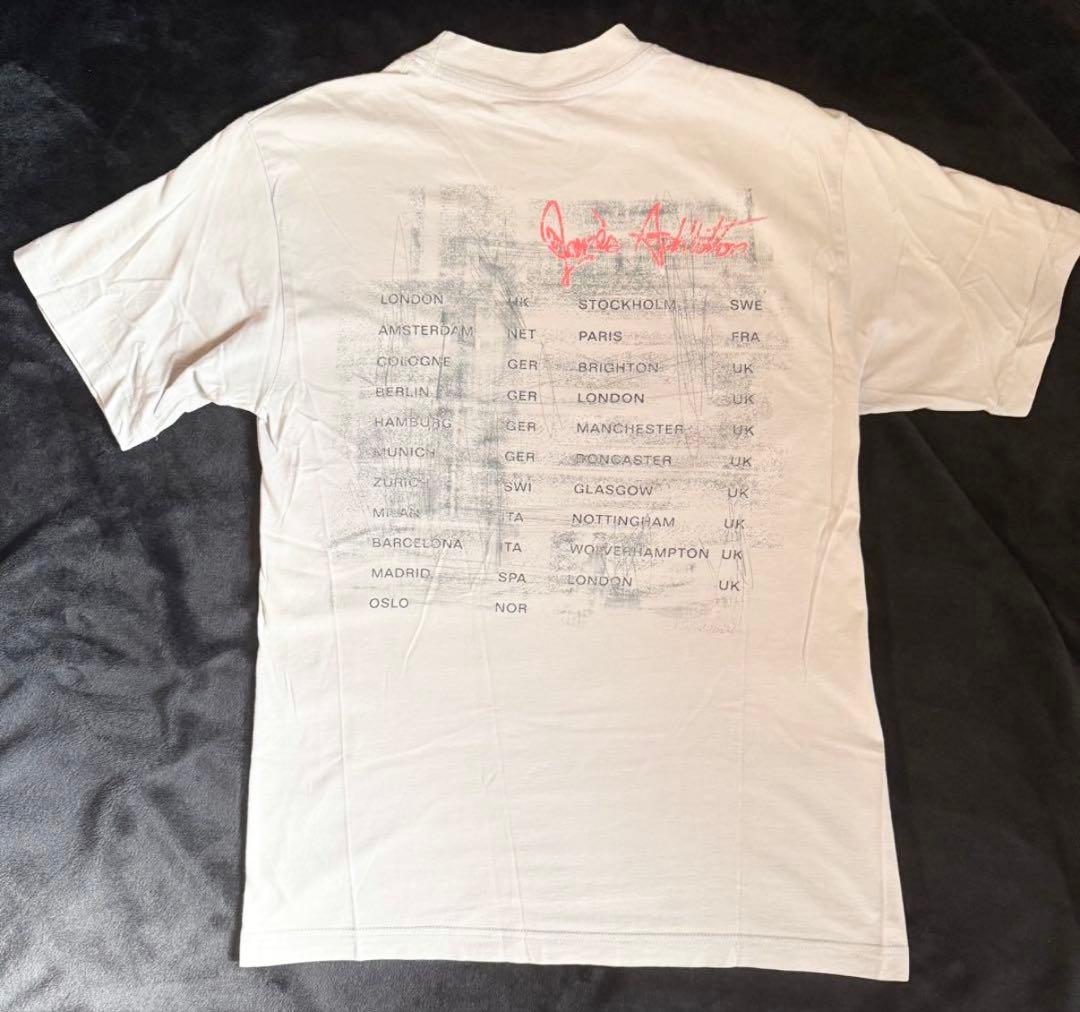 Jane's Addiction
LONDON UK
AMSTERDAM NET
COLOGNE GER
BERLIN GER
HAMBURG GER
MUNICH GER
ZURICH SWI
MILAN ITA
BARCELONA ITA
MADRID SPA
OSLO NOR
STOCKHOLM SWE
PARIS FRA
BRIGHTON UK
LONDON UK
MANCHESTER UK
DONCASTER UK
GLASGOW UK
NOTTINGHAM UK
WOLVERHAMPTON UK
LONDON UK